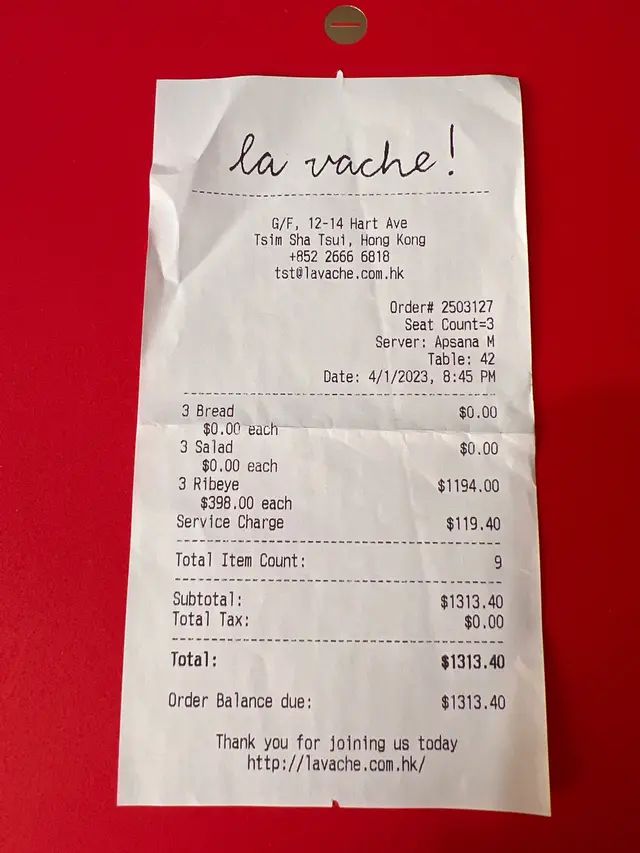 la vache!
G/F, 12-14 Hart Ave
Tsim Sha Tsui, Hong Kong
+852 2666 6818
tst@lavache.com.hk
Order# 2503127
Seat Count=3
Server: Apsana M
Table: 42
Date: 4/1/2023, 8:45 PM
3 Bread $0.00
$0.00 each
3 Salad $0.00
$0.00 each
3 Ribeye $1194.00
$398.00 each
Service Charge $119.40
Total Item Count: 9
Subtotal: $1313.40
Total Tax: $0.00
Total: $1313.40
Order Balance due: $1313.40
Thank you for joining us today
http://lavache.com.hk/